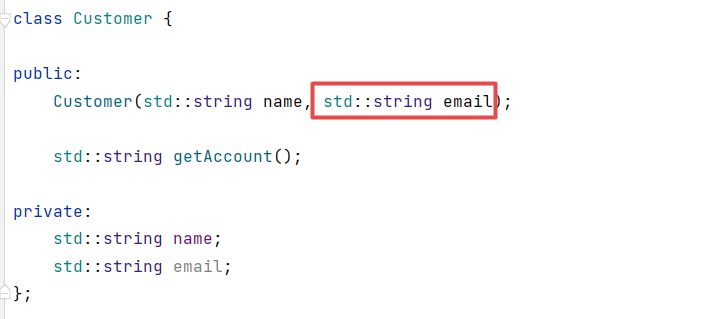 class Customer {
public:
Customer(std::string name, std::string email);
std::string getAccount();
private:
std::string name;
std::string email;
};